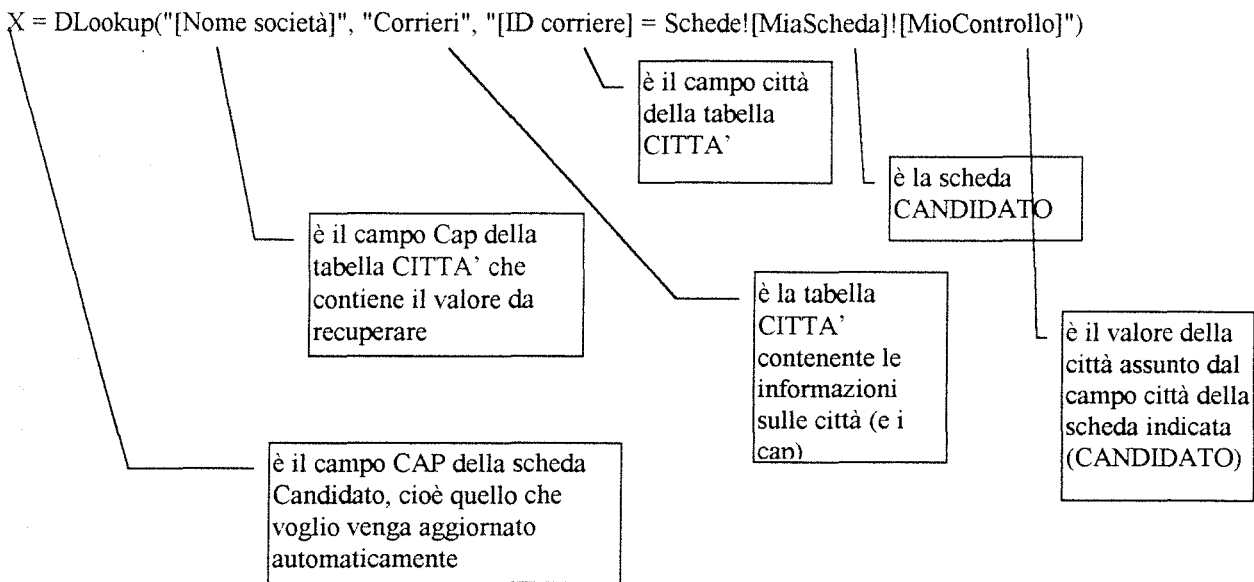 X = DLookup("[Nome società]", "Corrieri", "[ID corriere] = Schede![MiaScheda]![MioControllo]")
è il campo città
della tabella
CITTA'
è la scheda
CANDIDATO
è il campo Cap della
tabella CITTA' che
contiene il valore da
recuperare
è la tabella
CITTA'
contenente le
informazioni
sulle città (e i
cap)
è il valore della
città assunto dal
campo città della
scheda indicata
(CANDIDATO)
è il campo CAP della scheda
Candidato, cioè quello che
voglio venga aggiornato
automaticamente